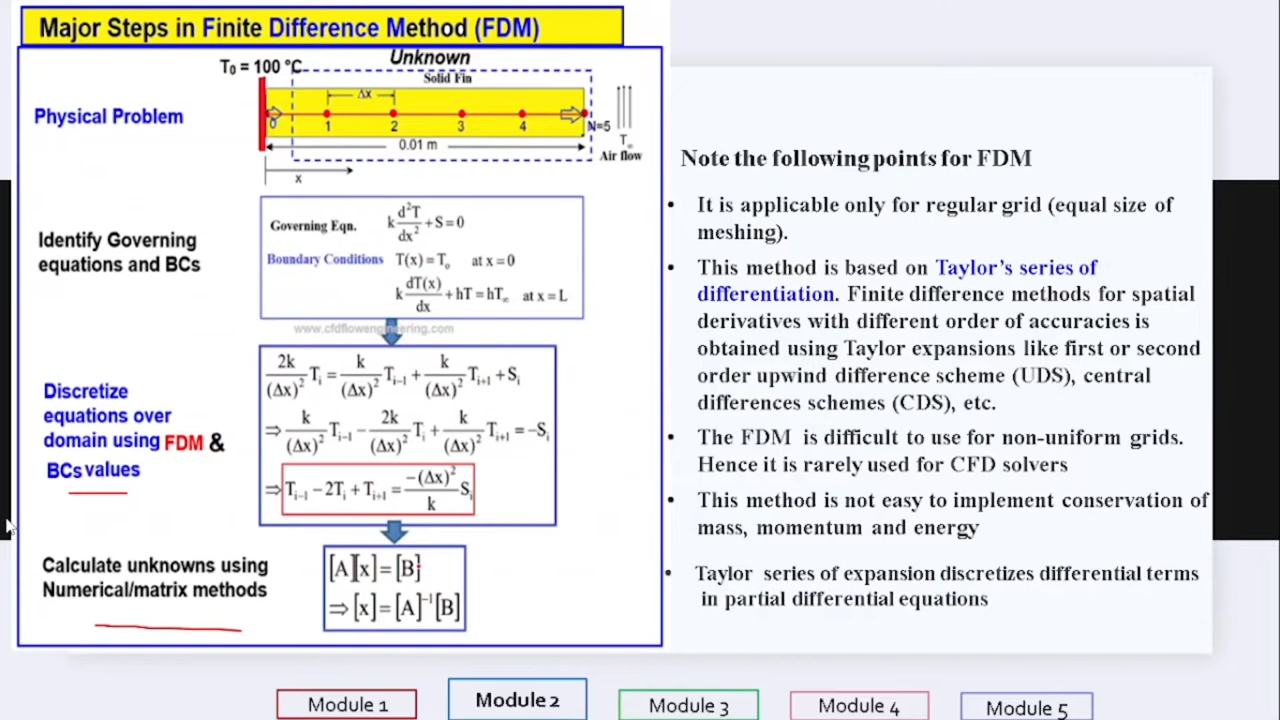 Major Steps in Finite Difference Method (FDM)
Unknown
T₀ = 100 °C
Solid Fin
Δx
Physical Problem
0 1 2 3 4 N=5
0.01 m
T∞
Air flow
x
Identify Governing
equations and BCs
Governing Eqn. k d²T/dx² + S = 0
Boundary Conditions T(x) = Tₒ at x = 0
k dT(x)/dx + hT = hT∞ at x = L
www.cfdflowengineering.com
Discretize
equations over
domain using FDM &
BCs values
2k/(Δx)² Tᵢ = k/(Δx)² Tᵢ₋₁ + k/(Δx)² Tᵢ₊₁ + Sᵢ
⇒ k/(Δx)² Tᵢ₋₁ − 2k/(Δx)² Tᵢ + k/(Δx)² Tᵢ₊₁ = −Sᵢ
⇒ Tᵢ₋₁ − 2Tᵢ + Tᵢ₊₁ = −(Δx)²/k Sᵢ
Calculate unknowns using
Numerical/matrix methods
[A][x] = [B]
⇒ [x] = [A]⁻¹[B]
Note the following points for FDM
• It is applicable only for regular grid (equal size of
meshing).
• This method is based on Taylor's series of
differentiation. Finite difference methods for spatial
derivatives with different order of accuracies is
obtained using Taylor expansions like first or second
order upwind difference scheme (UDS), central
differences schemes (CDS), etc.
• The FDM is difficult to use for non-uniform grids.
Hence it is rarely used for CFD solvers
• This method is not easy to implement conservation of
mass, momentum and energy
• Taylor series of expansion discretizes differential terms
in partial differential equations
Module 1
Module 2
Module 3
Module 4
Module 5